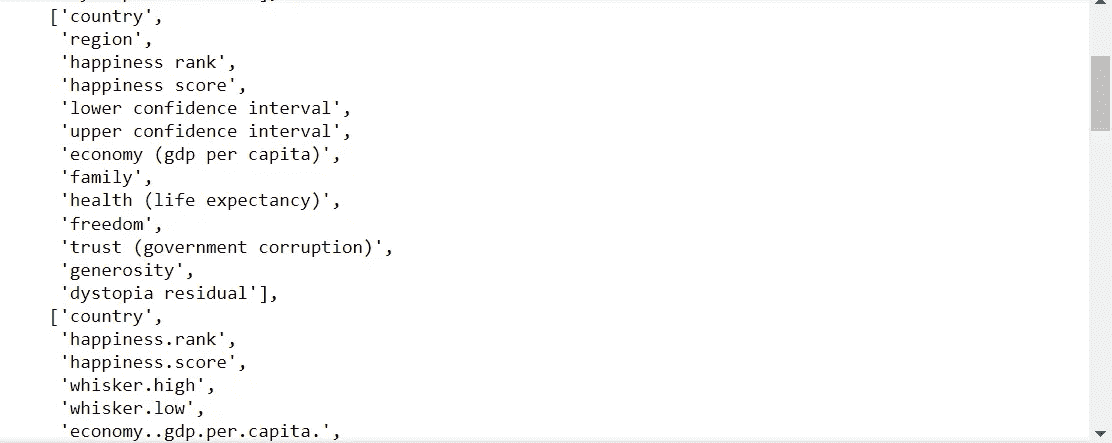 ['country',
'region',
'happiness rank',
'happiness score',
'lower confidence interval',
'upper confidence interval',
'economy (gdp per capita)',
'family',
'health (life expectancy)',
'freedom',
'trust (government corruption)',
'generosity',
'dystopia residual'],
['country',
'happiness.rank',
'happiness.score',
'whisker.high',
'whisker.low',
'economy..gdp.per.capita.',